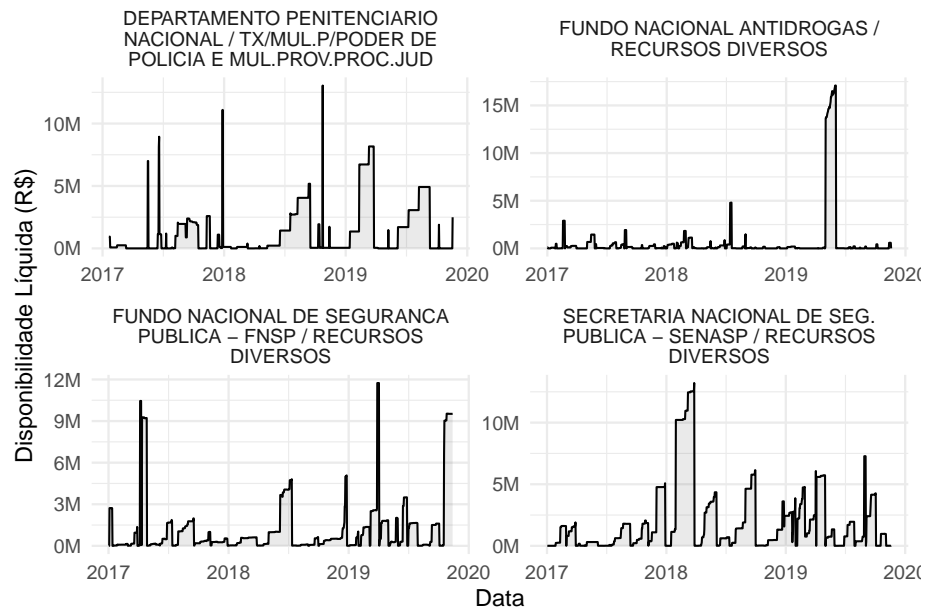 DEPARTAMENTO PENITENCIARIO
NACIONAL / TX/MUL.P/PODER DE
POLICIA E MUL.PROV.PROC.JUD
FUNDO NACIONAL ANTIDROGAS /
RECURSOS DIVERSOS
10M
5M
0M
2017
2018
2019
2020
15M
10M
5M
0M
2017
2018
2019
2020
FUNDO NACIONAL DE SEGURANCA
PUBLICA – FNSP / RECURSOS
DIVERSOS
SECRETARIA NACIONAL DE SEG.
PUBLICA – SENASP / RECURSOS
DIVERSOS
12M
9M
6M
3M
0M
2017
2018
2019
2020
10M
5M
0M
2017
2018
2019
2020
Disponibilidade Líquida (R$)
Data